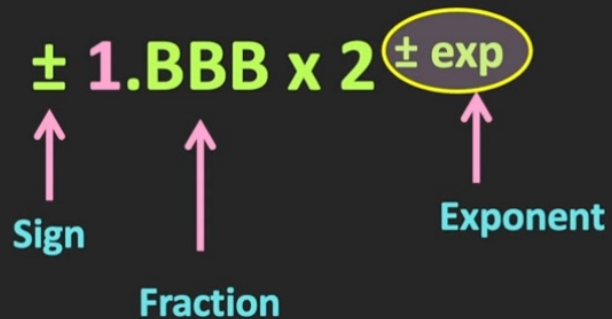 ± 1.BBB x 2 ± exp
Sign
Exponent
Fraction